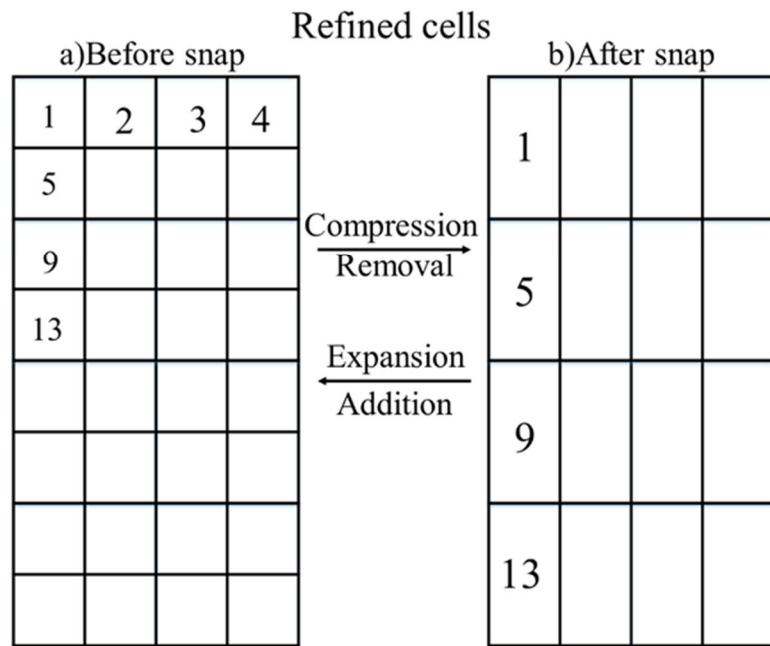 Refined cells
a)Before snap
b)After snap
1 2 3 4
5
9
13
Compression
Removal
Expansion
Addition
1
5
9
13